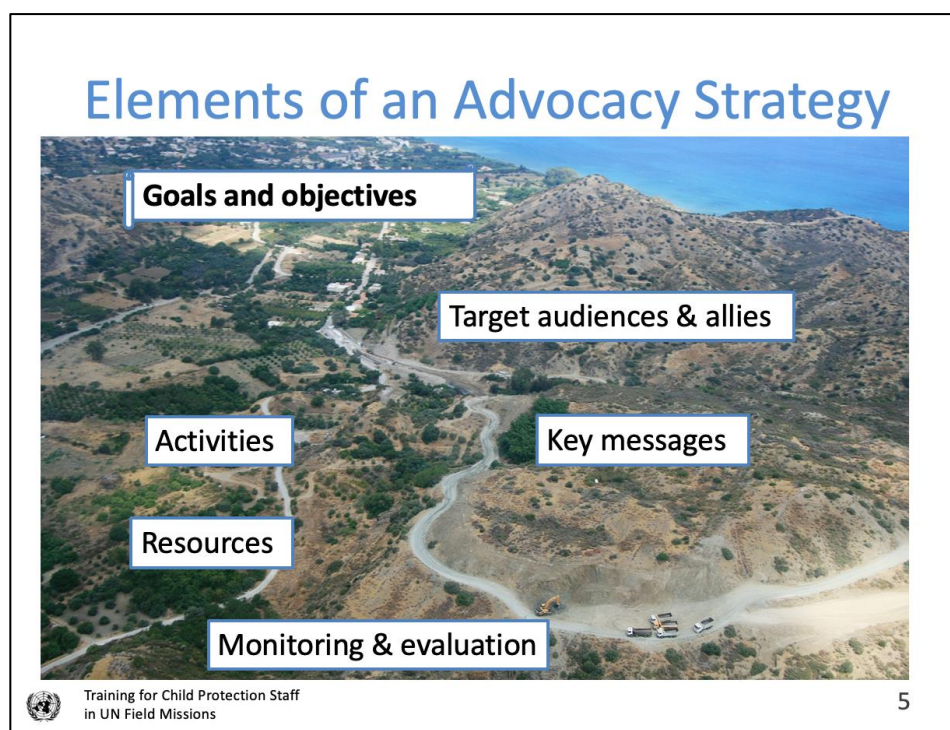 Elements of an Advocacy Strategy
Goals and objectives
Target audiences & allies
Activities
Key messages
Resources
Monitoring & evaluation
Training for Child Protection Staff
in UN Field Missions
5